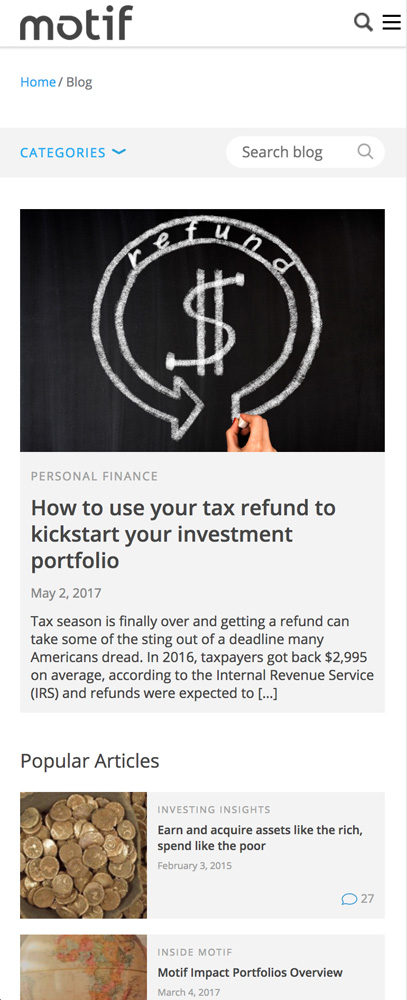 motif
Home / Blog
CATEGORIES
Search blog
refund
$
PERSONAL FINANCE
How to use your tax refund to
kickstart your investment
portfolio
May 2, 2017
Tax season is finally over and getting a refund can
take some of the sting out of a deadline many
Americans dread. In 2016, taxpayers got back $2,995
on average, according to the Internal Revenue Service
(IRS) and refunds were expected to [...]
Popular Articles
INVESTING INSIGHTS
Earn and acquire assets like the rich,
spend like the poor
February 3, 2015
27
INSIDE MOTIF
Motif Impact Portfolios Overview
March 4, 2017